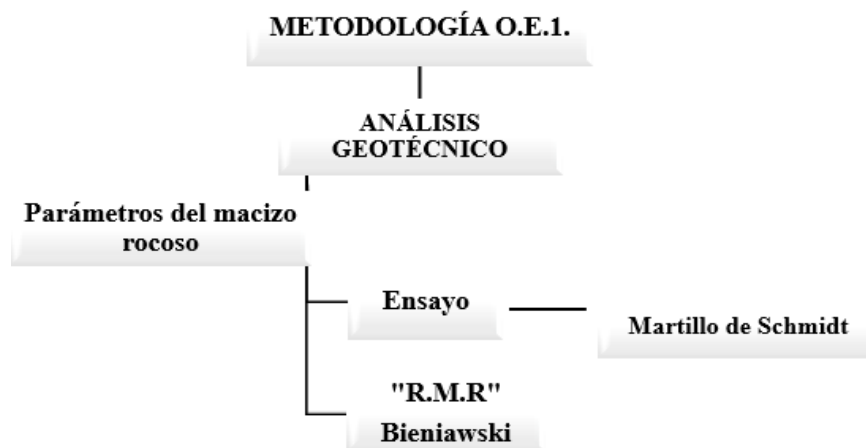 METODOLOGÍA O.E.1.
ANÁLISIS
GEOTÉCNICO
Parámetros del macizo
rocoso
Ensayo
Martillo de Schmidt
"R.M.R"
Bieniawski